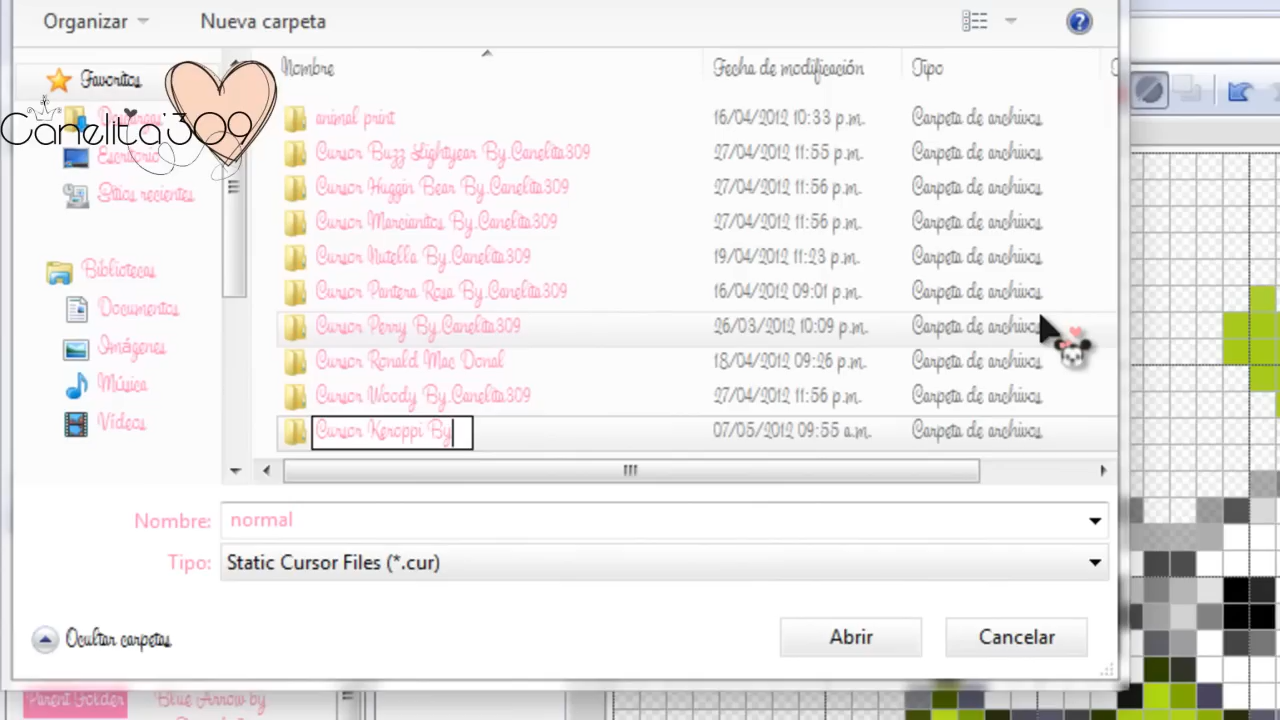 Organizar
Nueva carpeta
Nombre
Fecha de modificación
Tipo
Favoritos
Canelita309
Descargas
Escritorio
Sitios recientes
Bibliotecas
Documentos
Imágenes
Música
Vídeos
animal print 16/04/2012 10:33 p.m. Carpeta de archivos
Cursor Buzz Lightyear By.Canelita309 27/04/2012 11:55 p.m. Carpeta de archivos
Cursor Huggin Bear By.Canelita309 27/04/2012 11:56 p.m. Carpeta de archivos
Cursor Marcianitos By.Canelita309 27/04/2012 11:56 p.m. Carpeta de archivos
Cursor Nutella By.Canelita309 19/04/2012 11:23 p.m. Carpeta de archivos
Cursor Pantera Rosa By.Canelita309 16/04/2012 09:01 p.m. Carpeta de archivos
Cursor Perry By.Canelita309 26/03/2012 10:09 p.m. Carpeta de archivos
Cursor Ronald Mac Donal 18/04/2012 09:26 p.m. Carpeta de archivos
Cursor Woody By.Canelita309 27/04/2012 11:56 p.m. Carpeta de archivos
Cursor Keroppi By 07/05/2012 09:55 a.m. Carpeta de archivos
Nombre: normal
Tipo: Static Cursor Files (*.cur)
Ocultar carpetas
Abrir
Cancelar
Parent Folder
Blue Arrow by